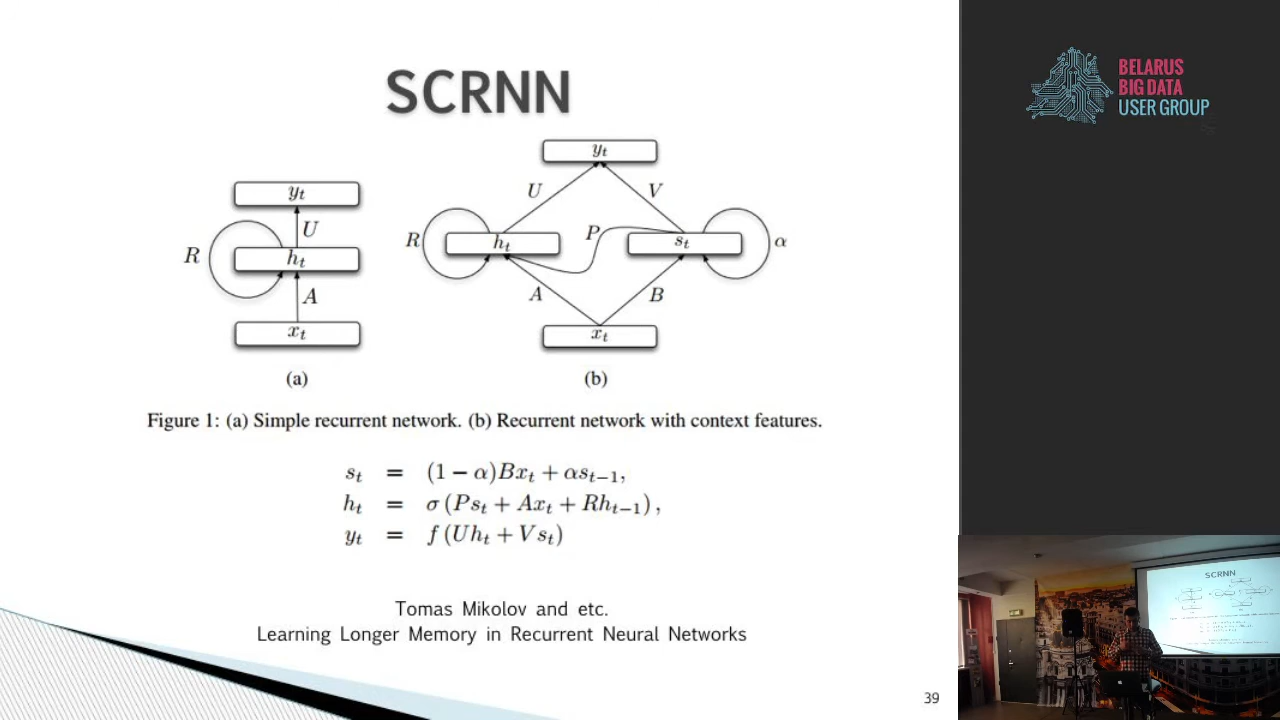 SCRNN
BELARUS
BIG DATA
USER GROUP
y_t
U
R
h_t
A
x_t
(a)
y_t
U
V
R
h_t
P
s_t
α
A
B
x_t
(b)
Figure 1: (a) Simple recurrent network. (b) Recurrent network with context features.
s_t = (1 − α)Bx_t + αs_{t−1},
h_t = σ (Ps_t + Ax_t + Rh_{t−1}) ,
y_t = f (Uh_t + Vs_t)
Tomas Mikolov and etc.
Learning Longer Memory in Recurrent Neural Networks
39
SCRNN